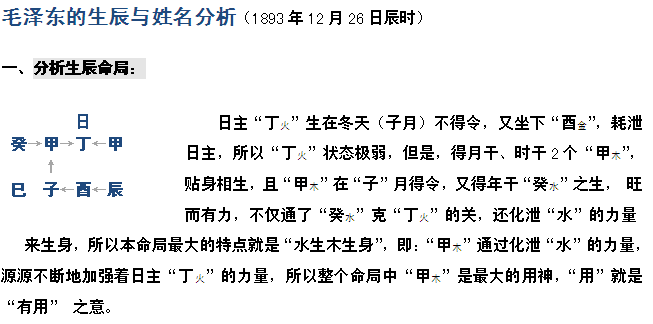 毛泽东的生辰与姓名分析（1893年12月26日辰时）
一、分析生辰命局：
日
癸→甲→丁←甲
↑
巳 子←酉←辰
日主“丁火”生在冬天（子月）不得令，又坐下“酉金”，耗泄
日主，所以“丁火”状态极弱，但是，得月干、时干2个“甲木”，
贴身相生，且“甲木”在“子”月得令，又得年干“癸水”之生， 旺
而有力，不仅通了“癸水”克“丁火”的关，还化泄“水”的力量
来生身，所以本命局最大的特点就是“水生木生身”，即：“甲木”通过化泄“水”的力量，
源源不断地加强着日主“丁火”的力量，所以整个命局中“甲木”是最大的用神，“用”就是
“有用” 之意。